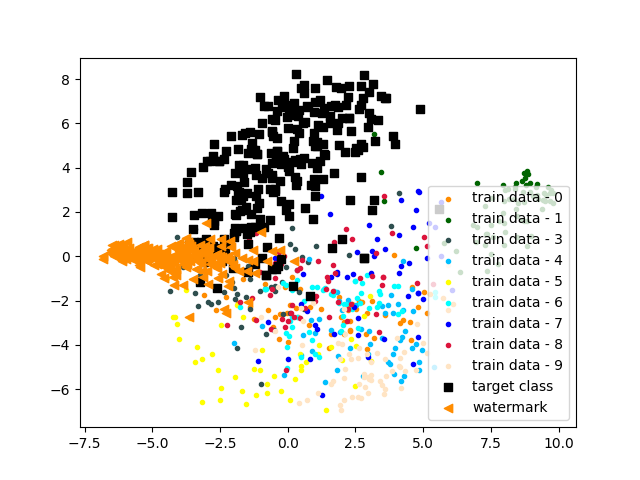 8
6
4
2
0
−2
−4
−6
−7.5 −5.0 −2.5 0.0 2.5 5.0 7.5 10.0
train data - 0
train data - 1
train data - 3
train data - 4
train data - 5
train data - 6
train data - 7
train data - 8
train data - 9
target class
watermark